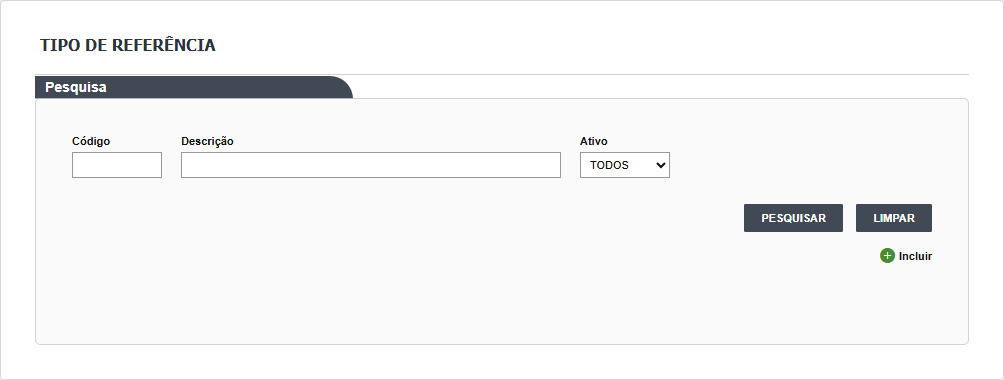 TIPO DE REFERÊNCIA
Pesquisa
Código Descrição Ativo
TODOS
PESQUISAR LIMPAR
Incluir